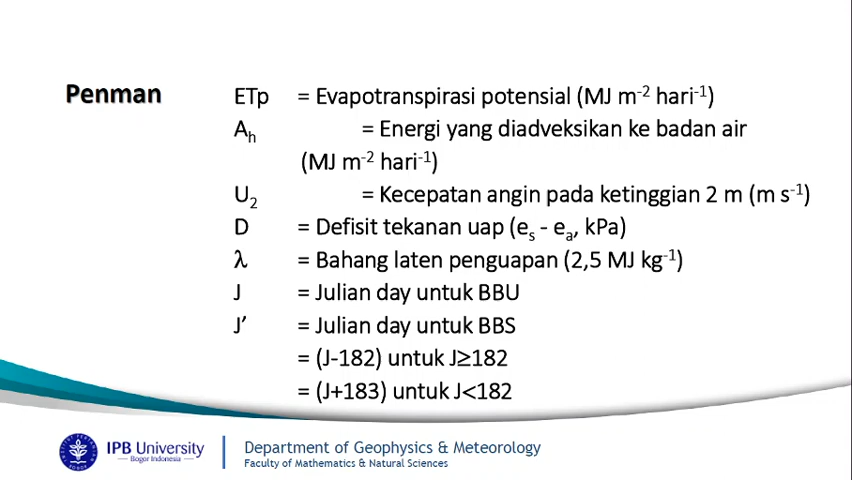 Penman
ETp = Evapotranspirasi potensial (MJ m⁻² hari⁻¹)
Aₕ = Energi yang diadveksikan ke badan air
(MJ m⁻² hari⁻¹)
U₂ = Kecepatan angin pada ketinggian 2 m (m s⁻¹)
D = Defisit tekanan uap (eₛ - eₐ, kPa)
λ = Bahang laten penguapan (2,5 MJ kg⁻¹)
J = Julian day untuk BBU
J’ = Julian day untuk BBS
= (J-182) untuk J≥182
= (J+183) untuk J<182
IPB University
Bogor Indonesia
Department of Geophysics & Meteorology
Faculty of Mathematics & Natural Sciences